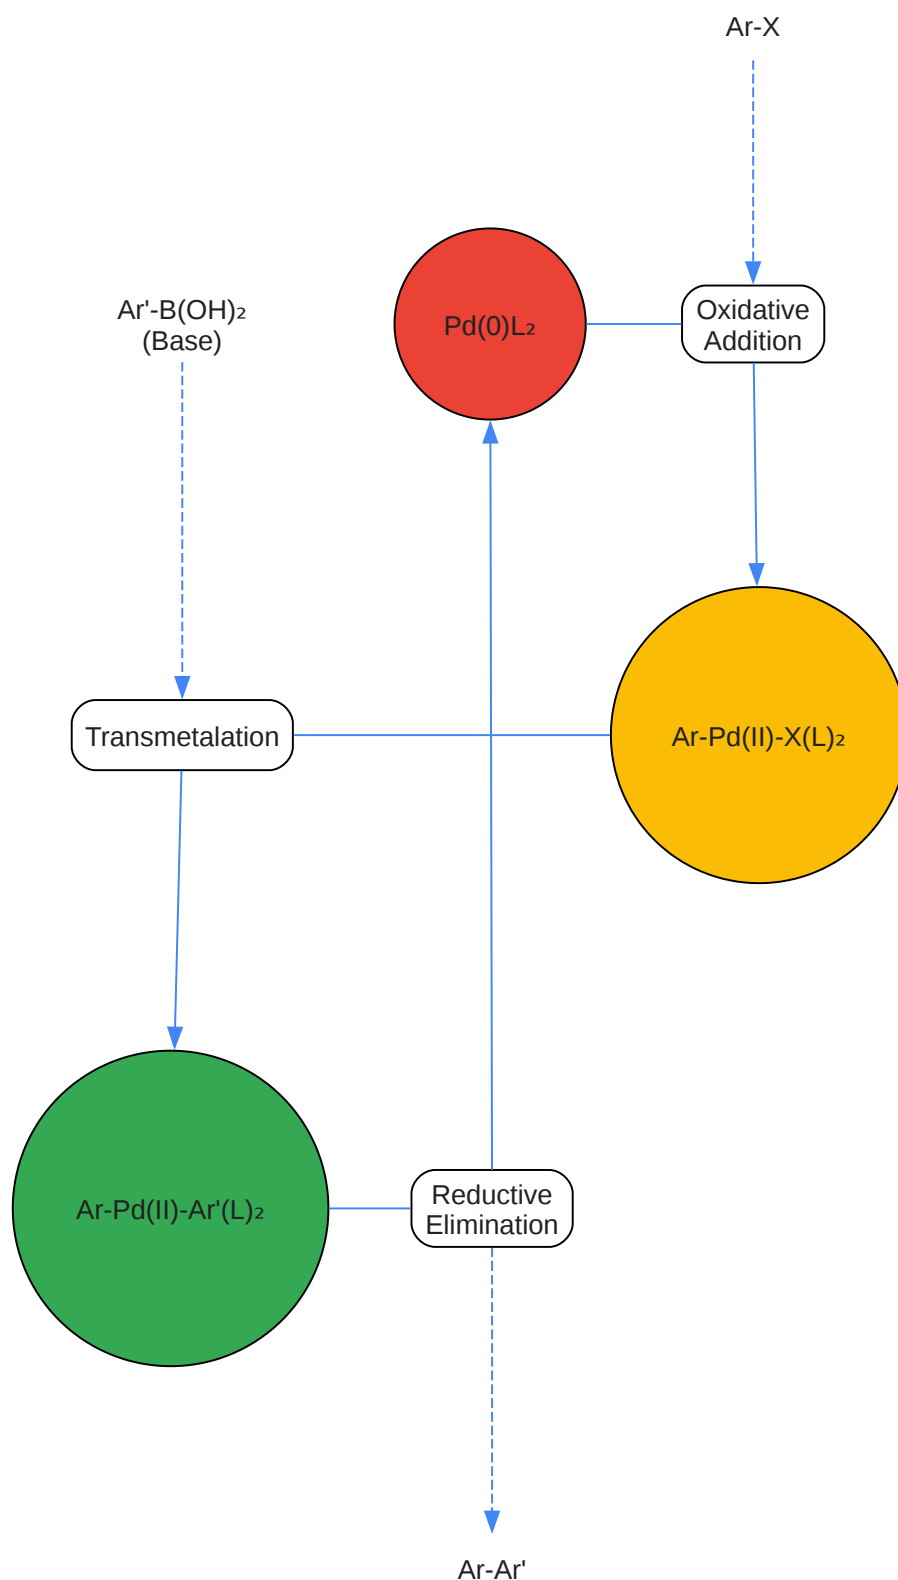 Ar-X
Oxidative
Addition
Pd(0)L₂
Ar'-B(OH)₂
(Base)
Transmetalation
Ar-Pd(II)-X(L)₂
Ar-Pd(II)-Ar'(L)₂
Reductive
Elimination
Ar-Ar'